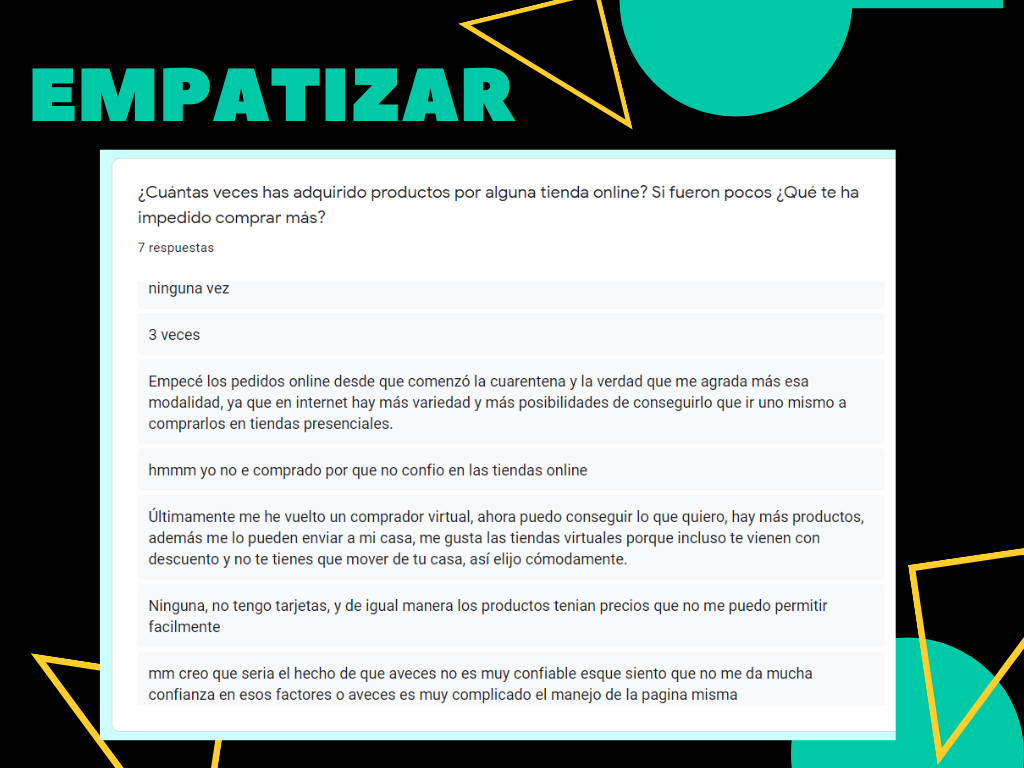 EMPATIZAR
¿Cuántas veces has adquirido productos por alguna tienda online? Si fueron pocos ¿Qué te ha
impedido comprar más?
7 respuestas
ninguna vez
3 veces
Empecé los pedidos online desde que comenzó la cuarentena y la verdad que me agrada más esa
modalidad, ya que en internet hay más variedad y más posibilidades de conseguirlo que ir uno mismo a
comprarlos en tiendas presenciales.
hmmm yo no e comprado por que no confio en las tiendas online
Últimamente me he vuelto un comprador virtual, ahora puedo conseguir lo que quiero, hay más productos,
además me lo pueden enviar a mi casa, me gusta las tiendas virtuales porque incluso te vienen con
descuento y no te tienes que mover de tu casa, así elijo cómodamente.
Ninguna, no tengo tarjetas, y de igual manera los productos tenian precios que no me puedo permitir
facilmente
mm creo que seria el hecho de que aveces no es muy confiable esque siento que no me da mucha
confianza en esos factores o aveces es muy complicado el manejo de la pagina misma